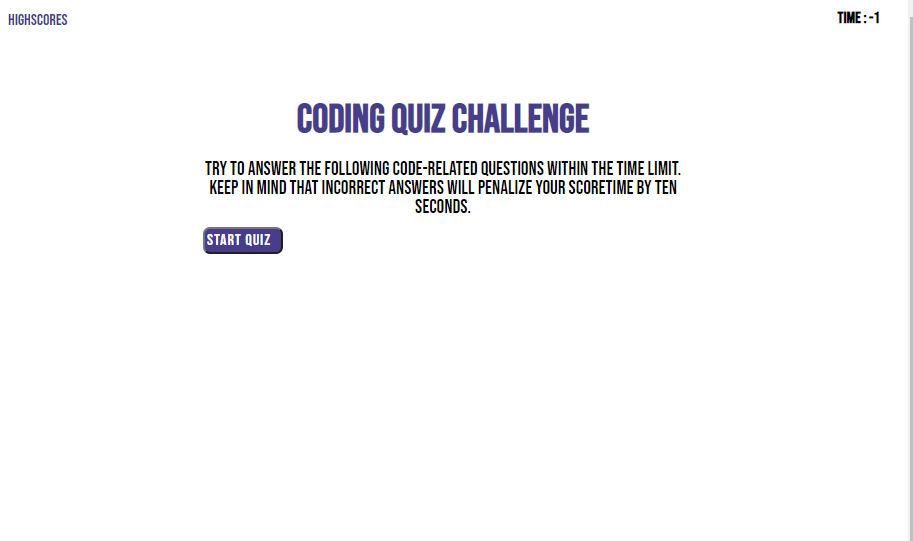 HIGHSCORES
TIME : -1
CODING QUIZ CHALLENGE
TRY TO ANSWER THE FOLLOWING CODE-RELATED QUESTIONS WITHIN THE TIME LIMIT.
KEEP IN MIND THAT INCORRECT ANSWERS WILL PENALIZE YOUR SCORETIME BY TEN
SECONDS.
START QUIZ